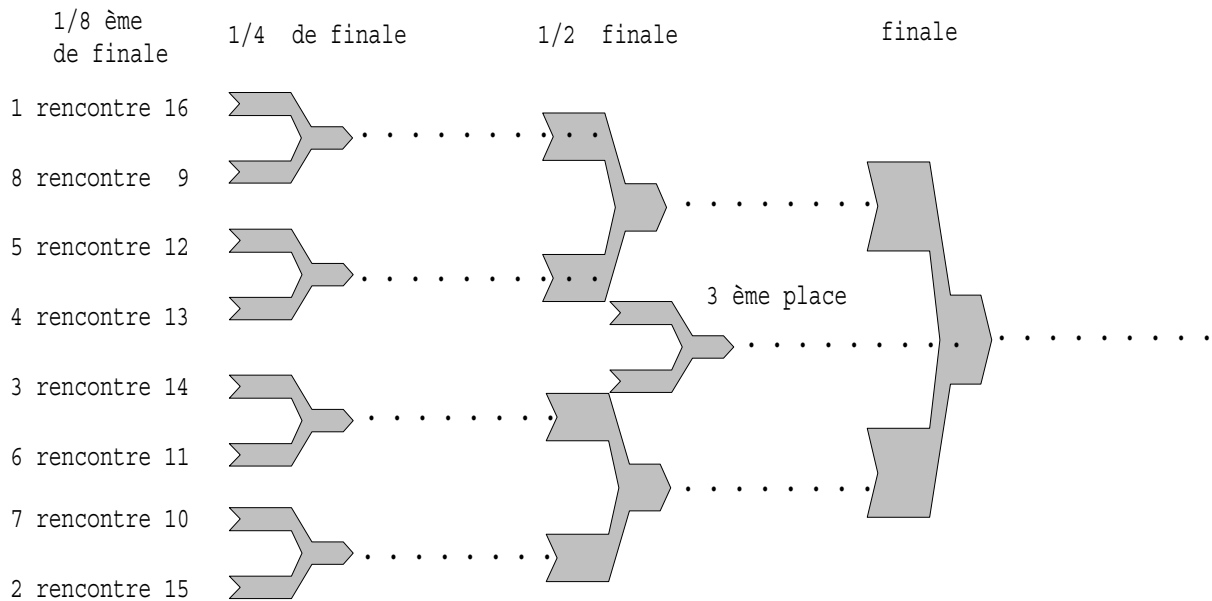 1/8 ème
de finale
1/4 de finale
1/2 finale
finale
1 rencontre 16
8 rencontre 9
5 rencontre 12
4 rencontre 13
3 ème place
3 rencontre 14
6 rencontre 11
7 rencontre 10
2 rencontre 15